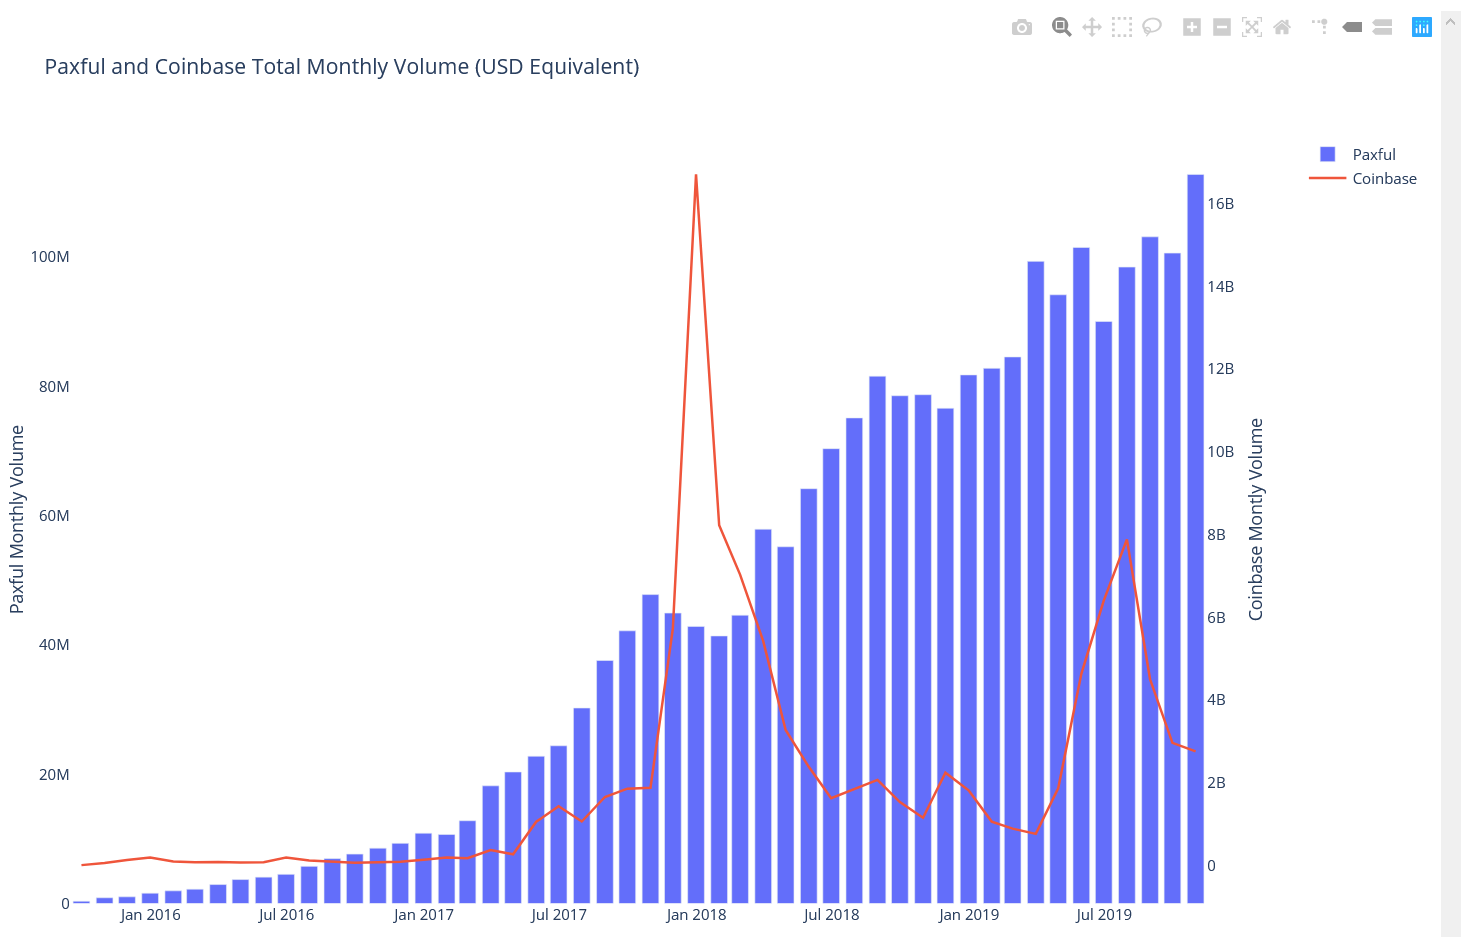 Paxful and Coinbase Total Monthly Volume (USD Equivalent)
Paxful
Coinbase
100M
80M
60M
40M
20M
0
Paxful Monthly Volume
16B
14B
12B
10B
8B
6B
4B
2B
0
Coinbase Montly Volume
Jan 2016
Jul 2016
Jan 2017
Jul 2017
Jan 2018
Jul 2018
Jan 2019
Jul 2019